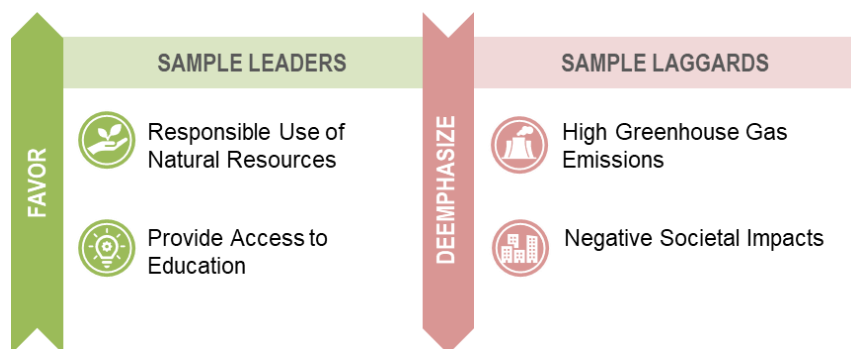 SAMPLE LEADERS
SAMPLE LAGGARDS
FAVOR
Responsible Use of
Natural Resources
Provide Access to
Education
DEEMPHASIZE
High Greenhouse Gas
Emissions
Negative Societal Impacts